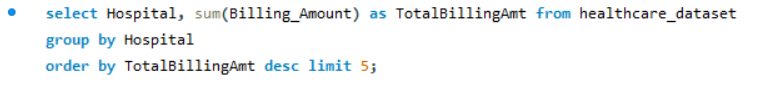 select Hospital, sum(Billing_Amount) as TotalBillingAmt from healthcare_dataset
group by Hospital
order by TotalBillingAmt desc limit 5;